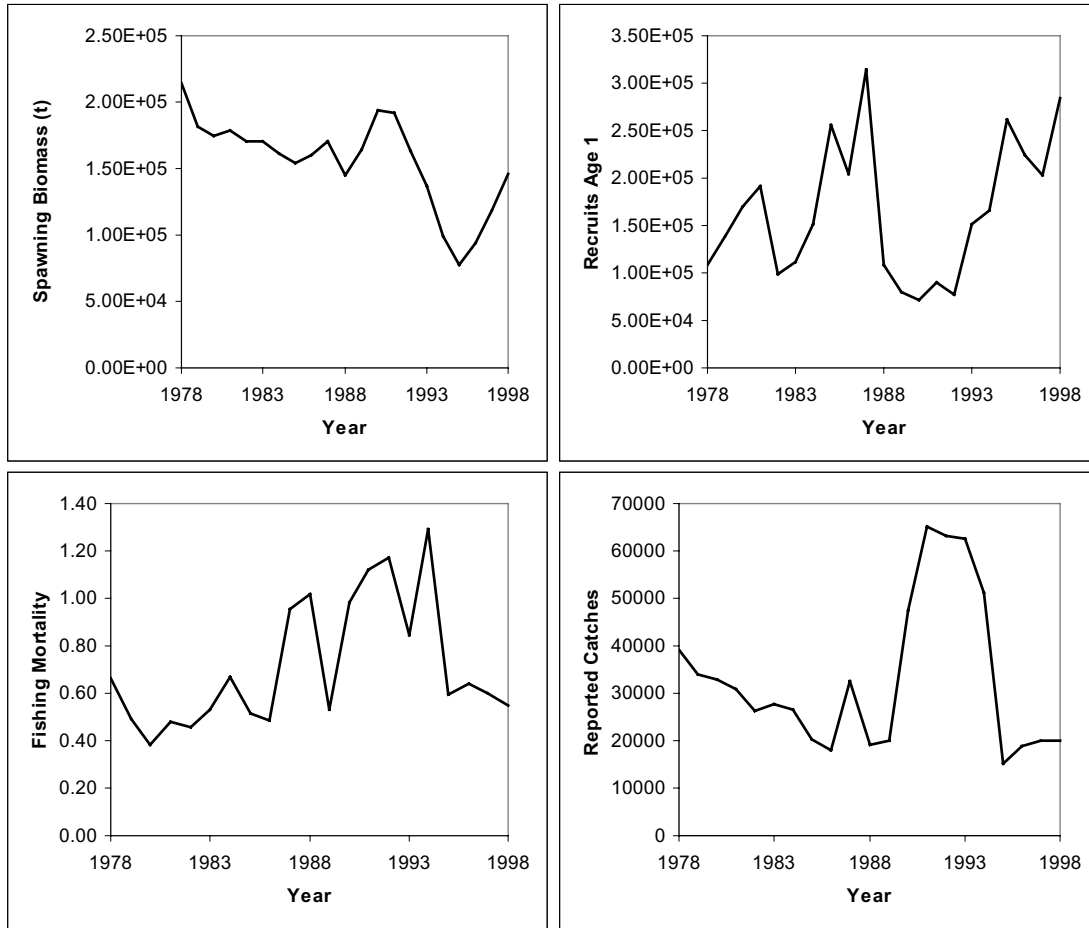 2.50E+05
2.00E+05
1.50E+05
1.00E+05
5.00E+04
0.00E+00
Spawning Biomass (t)
1978 1983 1988 1993 1998
Year
3.50E+05
3.00E+05
2.50E+05
2.00E+05
1.50E+05
1.00E+05
5.00E+04
0.00E+00
Recruits Age 1
1978 1983 1988 1993 1998
Year
1.40
1.20
1.00
0.80
0.60
0.40
0.20
0.00
Fishing Mortality
1978 1983 1988 1993 1998
Year
70000
60000
50000
40000
30000
20000
10000
0
Reported Catches
1978 1983 1988 1993 1998
Year